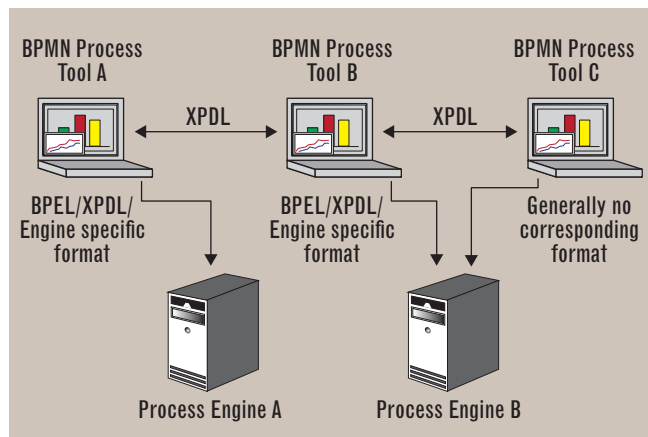 BPMN Process
Tool A
BPMN Process
Tool B
BPMN Process
Tool C
XPDL
XPDL
BPEL/XPDL/
Engine specific
format
BPEL/XPDL/
Engine specific
format
Generally no
corresponding
format
Process Engine A
Process Engine B